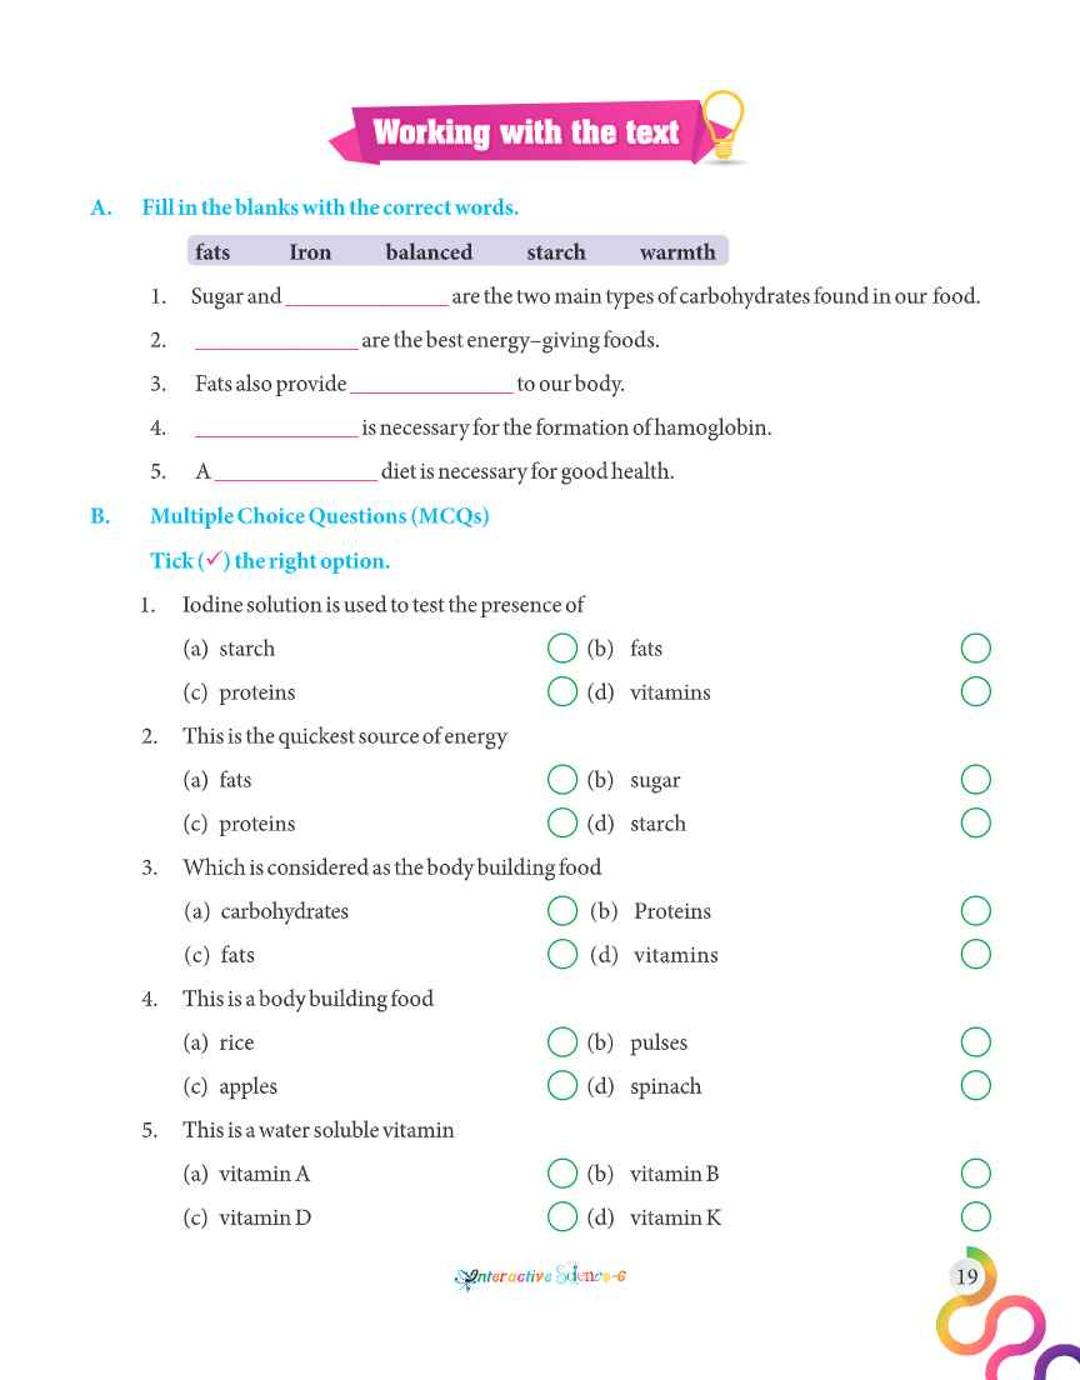 Working with the text
A. Fill in the blanks with the correct words.
fats Iron balanced starch warmth
1. Sugar and ______________ are the two main types of carbohydrates found in our food.
2. ______________ are the best energy–giving foods.
3. Fats also provide ______________ to our body.
4. ______________ is necessary for the formation of hamoglobin.
5. A ______________ diet is necessary for good health.
B. Multiple Choice Questions (MCQs)
Tick (✓) the right option.
1. Iodine solution is used to test the presence of
(a) starch (b) fats
(c) proteins (d) vitamins
2. This is the quickest source of energy
(a) fats (b) sugar
(c) proteins (d) starch
3. Which is considered as the body building food
(a) carbohydrates (b) Proteins
(c) fats (d) vitamins
4. This is a body building food
(a) rice (b) pulses
(c) apples (d) spinach
5. This is a water soluble vitamin
(a) vitamin A (b) vitamin B
(c) vitamin D (d) vitamin K
Interactive Science-6
19